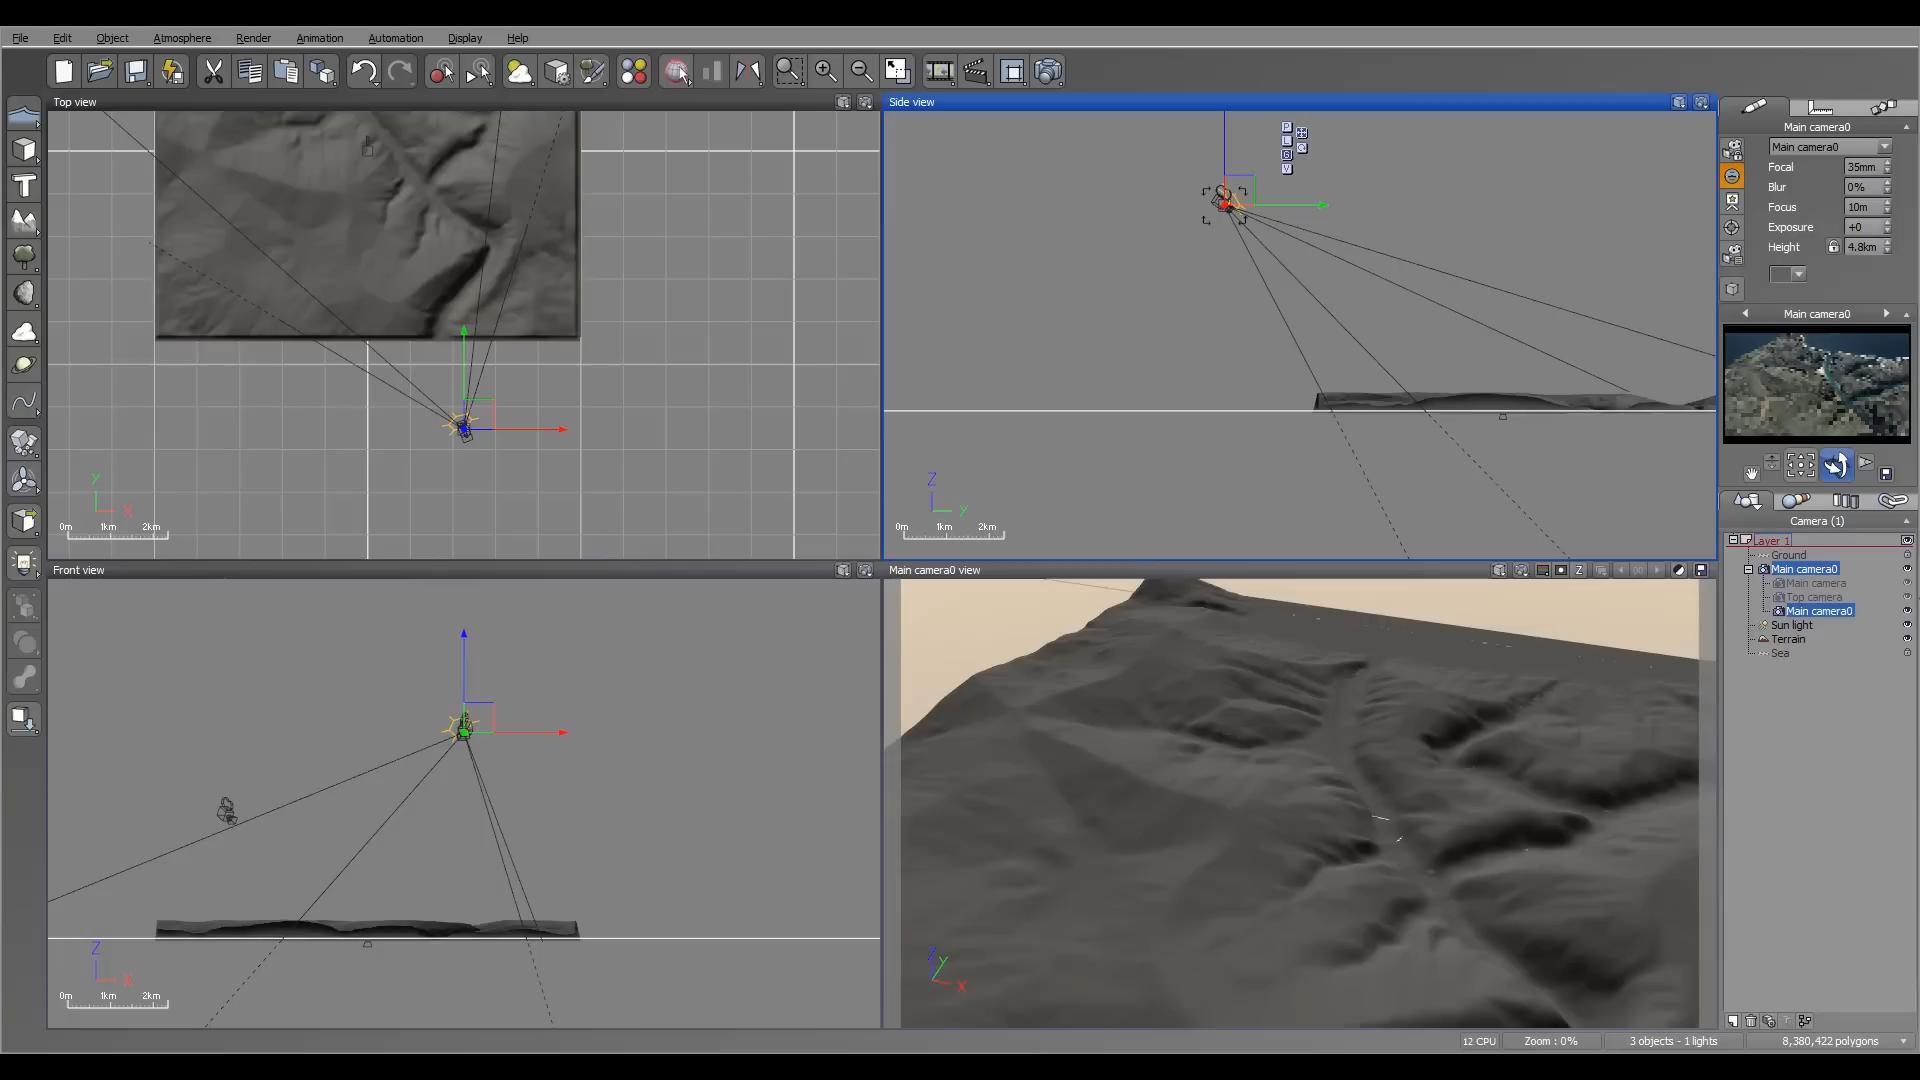 File Edit Object Atmosphere Render Animation Automation Display Help
Top view
Side view
Main camera0
Main camera0
Focal 35mm
Blur 0%
Focus 10m
Exposure +0
Height 4.8km
Main camera0
P
L
G
V
Y
X
0m 1km 2km
Z
Y
0m 1km 2km
Camera (1)
Layer 1
Ground
Main camera0
Main camera
Top camera
Main camera0
Sun light
Terrain
Sea
Front view
Main camera0 view
Z
Z
X
0m 1km 2km
Z
Y
X
12 CPU Zoom : 0% 3 objects - 1 lights 8,380,422 polygons